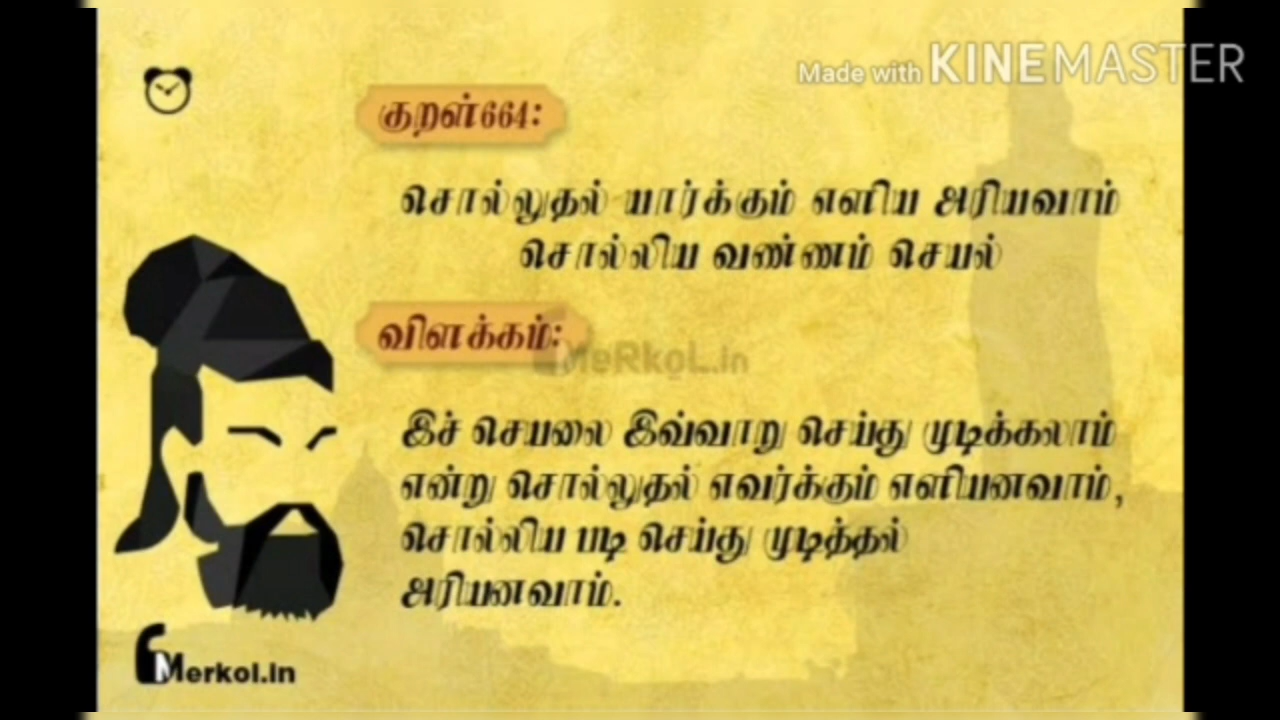 Made with KINEMASTER
குறள்664:
சொல்லுதல் யார்க்கும் எளிய அரியவாம்
சொல்லிய வண்ணம் செயல்
விளக்கம்:
MeRkoL.in
இச் செயலை இவ்வாறு செய்து முடிக்கலாம்
என்று சொல்லுதல் எவர்க்கும் எளியனவாம்,
சொல்லிய படி செய்து முடித்தல்
அரியனவாம்.
Merkol.In